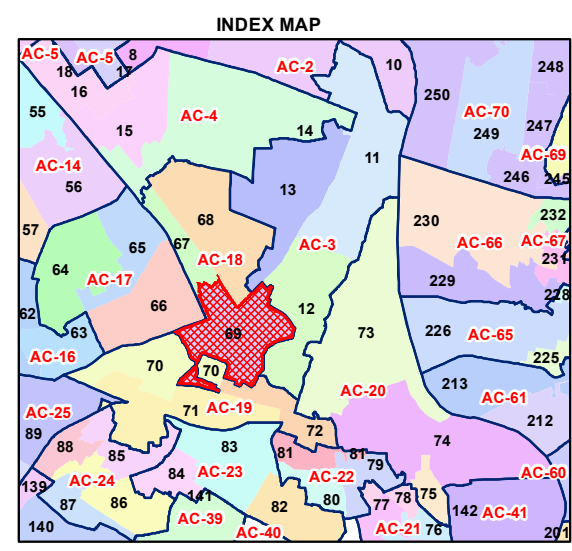 INDEX MAP
AC-5 AC-5 8 AC-2 10 248
18 17
16 250
55 AC-4 AC-70 247
15 14 249
11 AC-69
AC-14 246 245
56 13
68 230 232
57 67 AC-3 AC-66 AC-67
65 AC-18 231
64 AC-17 229 228
62 66 12
63 69 73 226 AC-65
AC-16 225
70 70 213 AC-61
AC-20
AC-25 71 AC-19 212
89 72 74
88 85 83 81 81
84 AC-23 AC-22 79 AC-60
139 AC-24 141 80 77 78 75
87 86 82 142 AC-41
140 AC-39 AC-40 AC-21 76 201